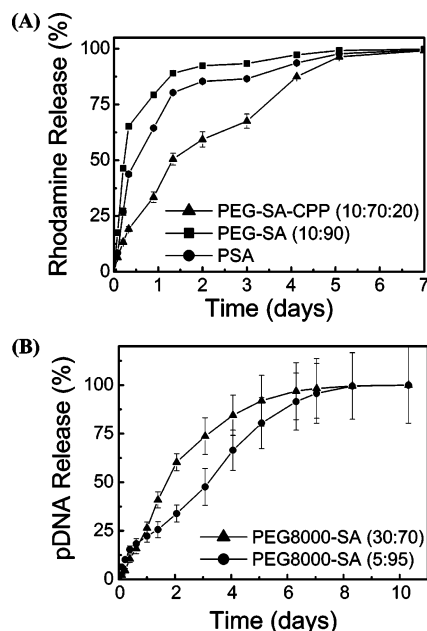 (A)
Rhodamine Release (%)
100
75
50
25
0
PEG-SA-CPP (10:70:20)
PEG-SA (10:90)
PSA
0 1 2 3 4 5 6 7
Time (days)
(B)
pDNA Release (%)
100
75
50
25
0
PEG8000-SA (30:70)
PEG8000-SA (5:95)
0 2 4 6 8 10
Time (days)